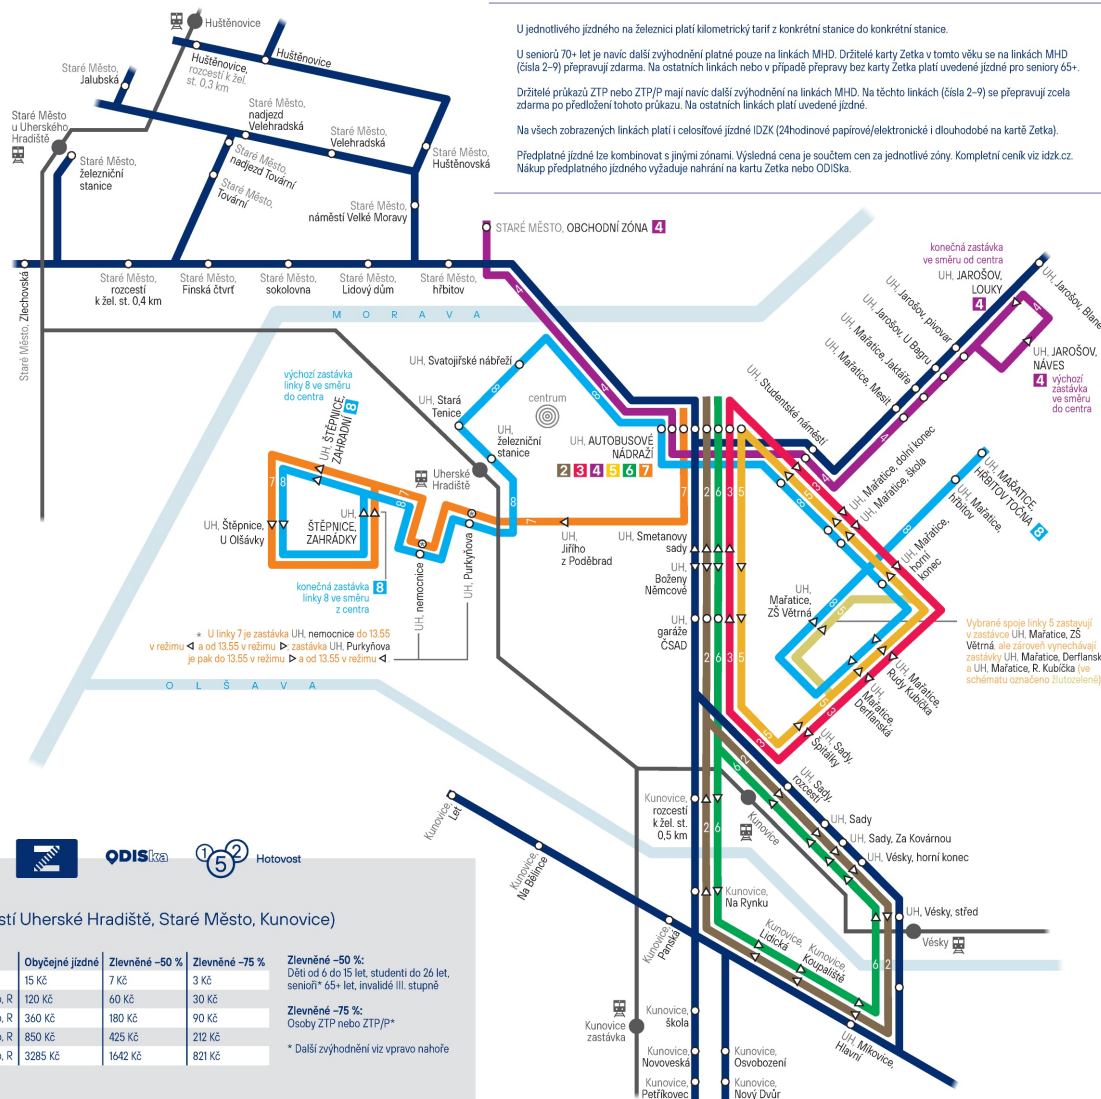 U jednotlivého jízdného na železnici platí kilometrický tarif z konkrétní stanice do konkrétní stanice.
U seniorů 70+ let je navíc další zvýhodnění platné pouze na linkách MHD. Držitelé karty Zetka v tomto věku se na linkách MHD
(čísla 2–9) přepravují zdarma. Na ostatních linkách nebo v případě přepravy bez karty Zetka platí uvedené jízdné pro seniory 65+.
Držitelé průkazů ZTP nebo ZTP/P mají navíc další zvýhodnění na linkách MHD. Na těchto linkách (čísla 2–9) se přepravují zcela
zdarma po předložení tohoto průkazu. Na ostatních linkách platí uvedené jízdné.
Na všech zobrazených linkách platí i celosíťové jízdné IDZK (24hodinové papírové/elektronické i dlouhodobé na kartě Zetka).
Předplatné jízdné lze kombinovat s jinými zónami. Výsledná cena je součtem cen za jednotlivé zóny. Kompletní ceník viz idzk.cz.
Nákup předplatného jízdného vyžaduje nahrání na kartu Zetka nebo ODISka.
Huštěnovice
Huštěnovice
Huštěnovice,
rozcestí k žel.
st. 0,3 km
Staré Město,
Jalubská
Staré Město
u Uherského
Hradiště
Staré Město,
železniční
stanice
Staré Město,
nadjezd
Velehradská
Staré Město,
Velehradská
Staré Město,
Huštěnovská
Staré Město,
nadjezd Tovární
Staré Město,
Tovární
Staré Město,
náměstí Velké Moravy
STARÉ MĚSTO, OBCHODNÍ ZÓNA 4
Staré Město, Zlechovská
Staré Město,
rozcestí
k žel. st. 0,4 km
Staré Město,
Finská čtvrť
Staré Město,
sokolovna
Staré Město,
Lidový dům
Staré Město,
hřbitov
MORAVA
konečná zastávka
ve směru od centra
UH, JAROŠOV,
LOUKY
4
UH, Jarošov, Blane
UH, Jarošov, pivovar
UH, Jarošov, U Bagru
UH, Mařatice, Jaktáře
UH, Mařatice, Mesit
UH, JAROŠOV,
NÁVES
4 výchozí
zastávka
ve směru
do centra
UH, Studentské náměstí
UH, Mařatice, dolní konec
UH, Mařatice, škola
UH, Mařatice,
horní
konec
UH, MAŘATICE,
HŘBITOV TOČNA 8
UH, Mařatice,
hřbitov
UH,
Mařatice,
ZŠ Větrná
Vybrané spoje linky 5 zastavují
v zastávce UH, Mařatice, ZŠ
Větrná, ale zároveň vynechávají
zastávky UH, Mařatice, Derflansk
a UH, Mařatice, R. Kubíčka (ve
schématu označeno žlutozeleně)
UH, Mařatice,
Rudy Kubíčka
UH,
Mařatice,
Derflanská
UH, Sady,
Špitálky
UH, Svatojiřské nábřeží
UH, Stará
Tenice
UH,
železniční
stanice
centrum
UH, AUTOBUSOVÉ
NÁDRAŽÍ
2 3 4 5 6 7
výchozí zastávka
linky 8 ve směru
do centra
UH, ŠTĚPNICE,
ZAHRADNÍ 8
Uherské
Hradiště
UH, Štěpnice,
U Olšávky
UH,
ŠTĚPNICE,
ZAHRÁDKY
konečná zastávka 8
linky 8 ve směru
z centra
UH, nemocnice
UH, Purkyňova
UH,
Jiřího
z Poděbrad
UH, Smetanovy
sady
UH,
Boženy
Němcové
UH,
garáže
ČSAD
* U linky 7 je zastávka UH, nemocnice do 13.55
v režimu ◁ a od 13.55 v režimu ▷; zastávka UH, Purkyňova
je pak do 13.55 v režimu ▷ a od 13.55 v režimu ◁.
OLŠAVA
Kunovice,
Let
Kunovice,
Na Bělince
Kunovice,
Panská
Kunovice,
rozcestí
k žel. st.
0,5 km
Kunovice
Kunovice,
Na Rynku
Kunovice,
Lidická
Kunovice,
Koupaliště
UH, Sady,
rozcestí
UH, Sady
UH, Sady, Za Kovárnou
UH, Vésky, horní konec
UH, Vésky, střed
Vésky
UH, Míkovice,
Hlavní
Kunovice
zastávka
Kunovice,
škola
Kunovice,
Novoveská
Kunovice,
Petříkovec
Kunovice,
Osvobození
Kunovice,
Nový Dvůr
Z ODISka 1 5 2 Hotovost
stí Uherské Hradiště, Staré Město, Kunovice)
Obyčejné jízdné Zlevněné –50 % Zlevněné –75 %
15 Kč 7 Kč 3 Kč
o, R 120 Kč 60 Kč 30 Kč
o, R 360 Kč 180 Kč 90 Kč
o, R 850 Kč 425 Kč 212 Kč
o, R 3285 Kč 1642 Kč 821 Kč
Zlevněné –50 %:
Děti od 6 do 15 let, studenti do 26 let,
senioři* 65+ let, invalidé III. stupně
Zlevněné –75 %:
Osoby ZTP nebo ZTP/P*
* Další zvýhodnění viz vpravo nahoře